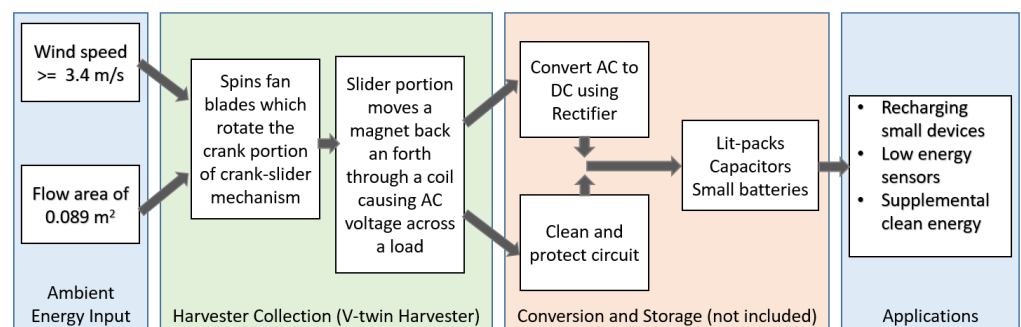 Wind speed
>= 3.4 m/s
Flow area of
0.089 m²
Ambient
Energy Input
Spins fan
blades which
rotate the
crank portion
of crank-slider
mechanism
Slider portion
moves a
magnet back
an forth
through a coil
causing AC
voltage across
a load
Harvester Collection (V-twin Harvester)
Convert AC to
DC using
Rectifier
Clean and
protect circuit
Lit-packs
Capacitors
Small batteries
Conversion and Storage (not included)
• Recharging
small devices
• Low energy
sensors
• Supplemental
clean energy
Applications